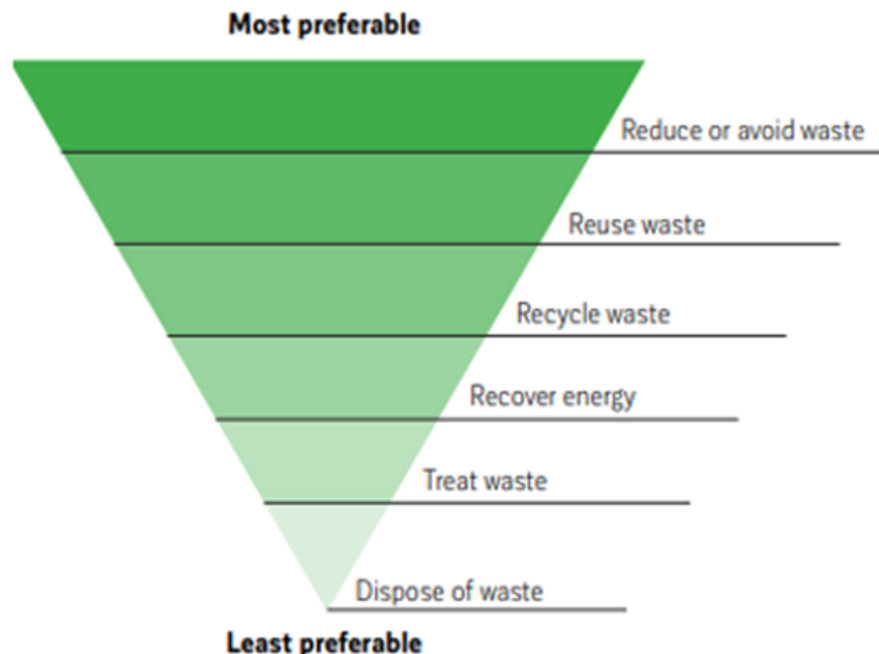 Most preferable
Reduce or avoid waste
Reuse waste
Recycle waste
Recover energy
Treat waste
Dispose of waste
Least preferable